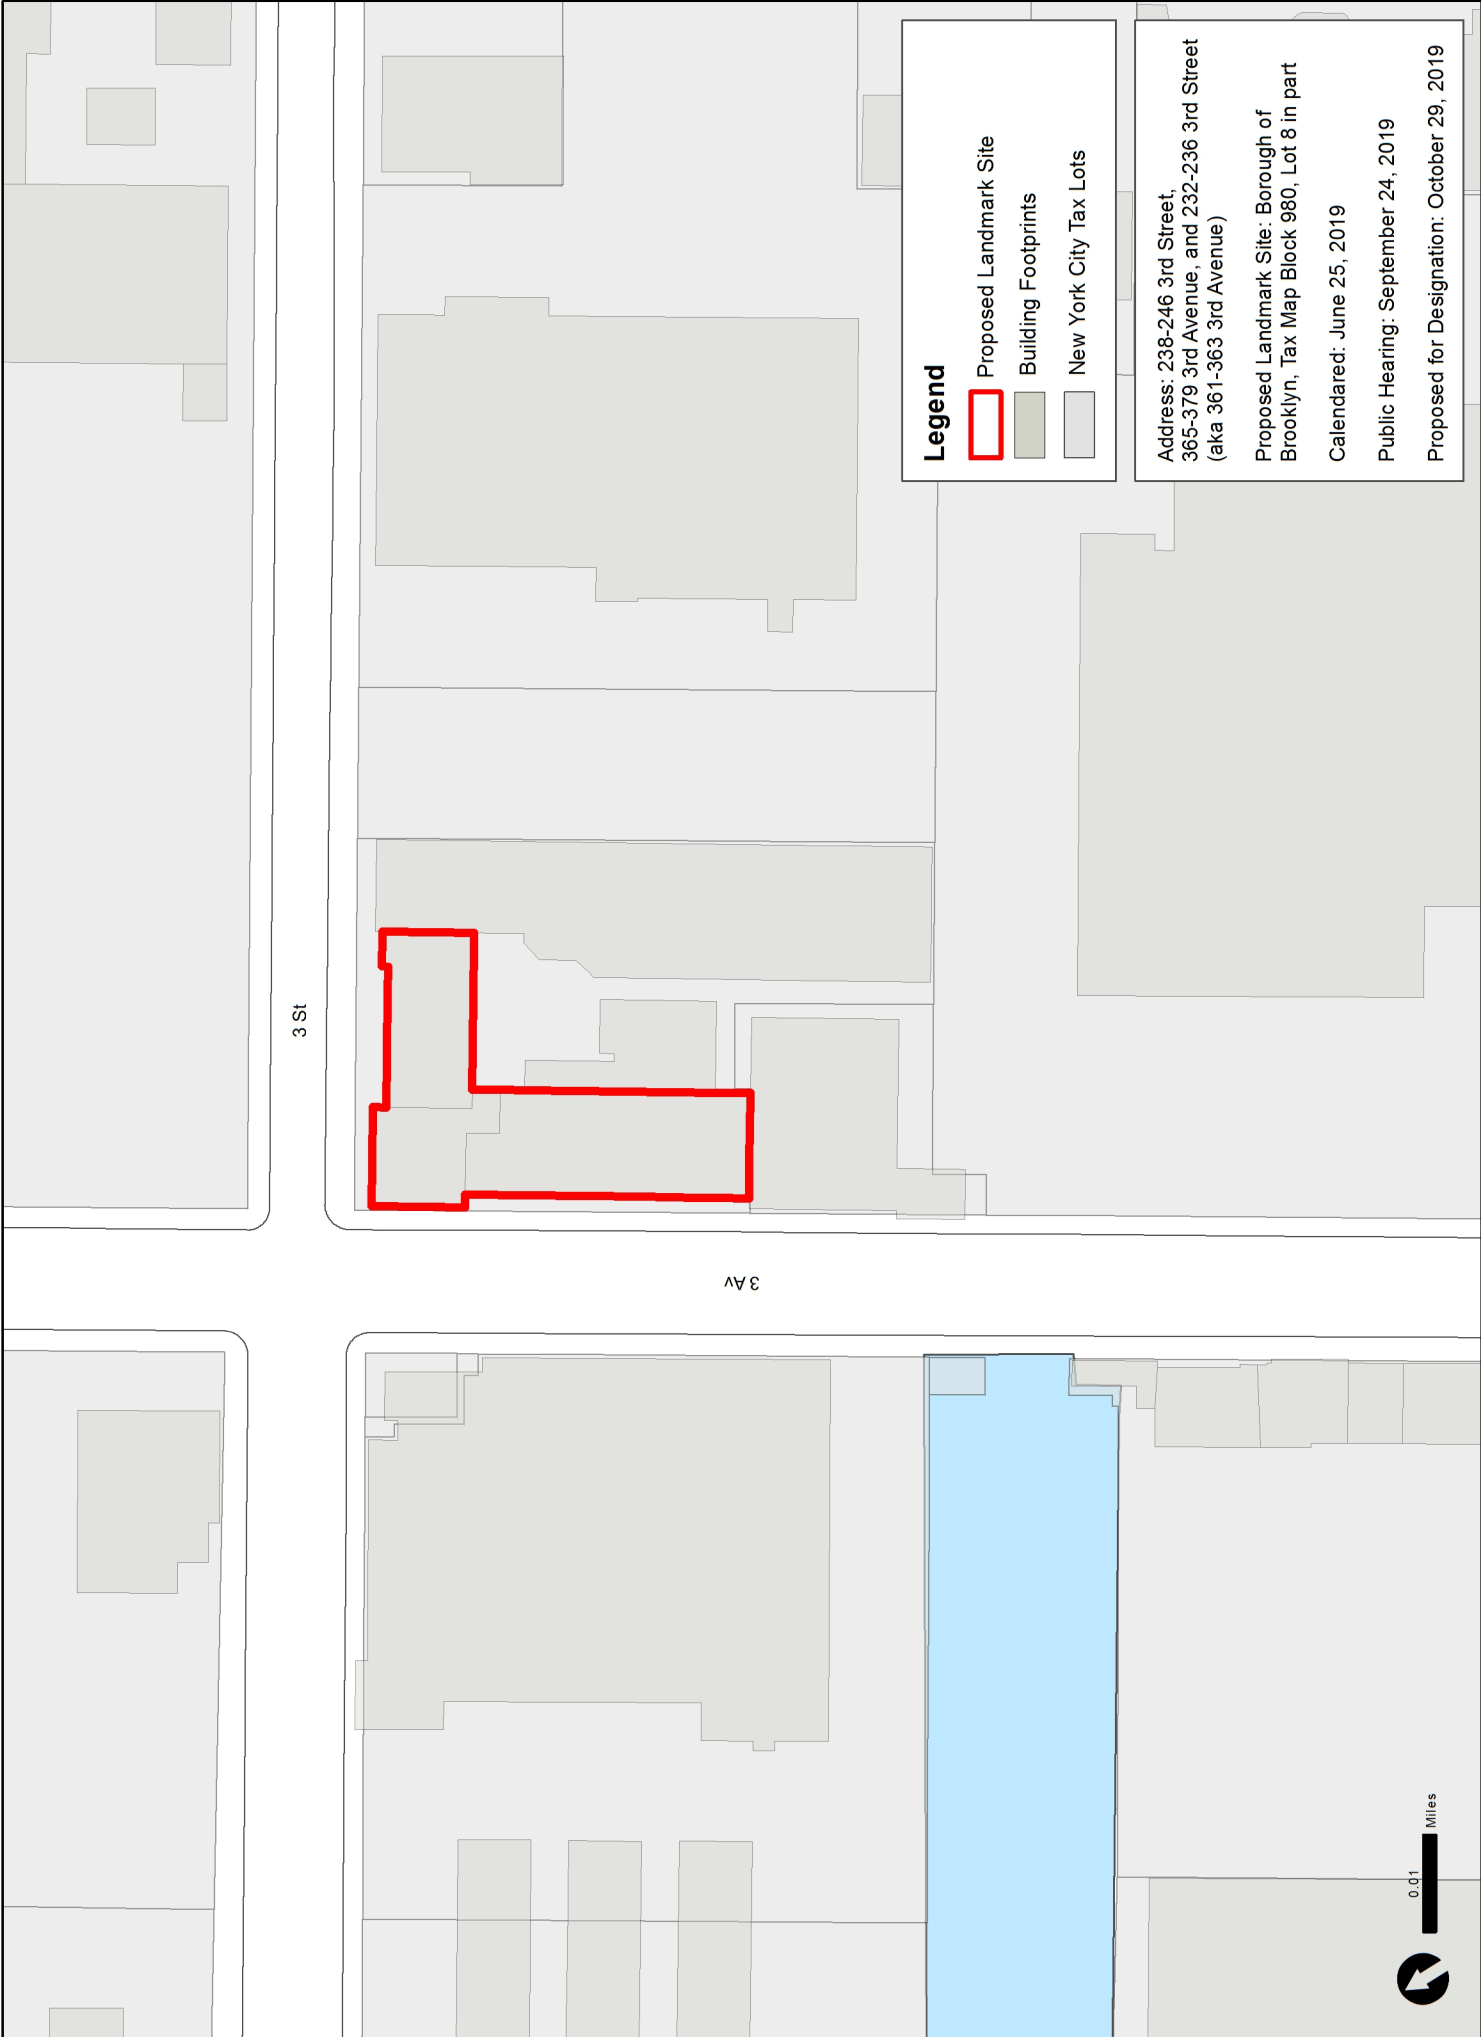 3 St
3 Av
Legend
Proposed Landmark Site
Building Footprints
New York City Tax Lots
Address: 238-246 3rd Street,
365-379 3rd Avenue, and 232-236 3rd Street
(aka 361-363 3rd Avenue)
Proposed Landmark Site: Borough of
Brooklyn, Tax Map Block 980, Lot 8 in part
Calendared: June 25, 2019
Public Hearing: September 24, 2019
Proposed for Designation: October 29, 2019
0.01
Miles